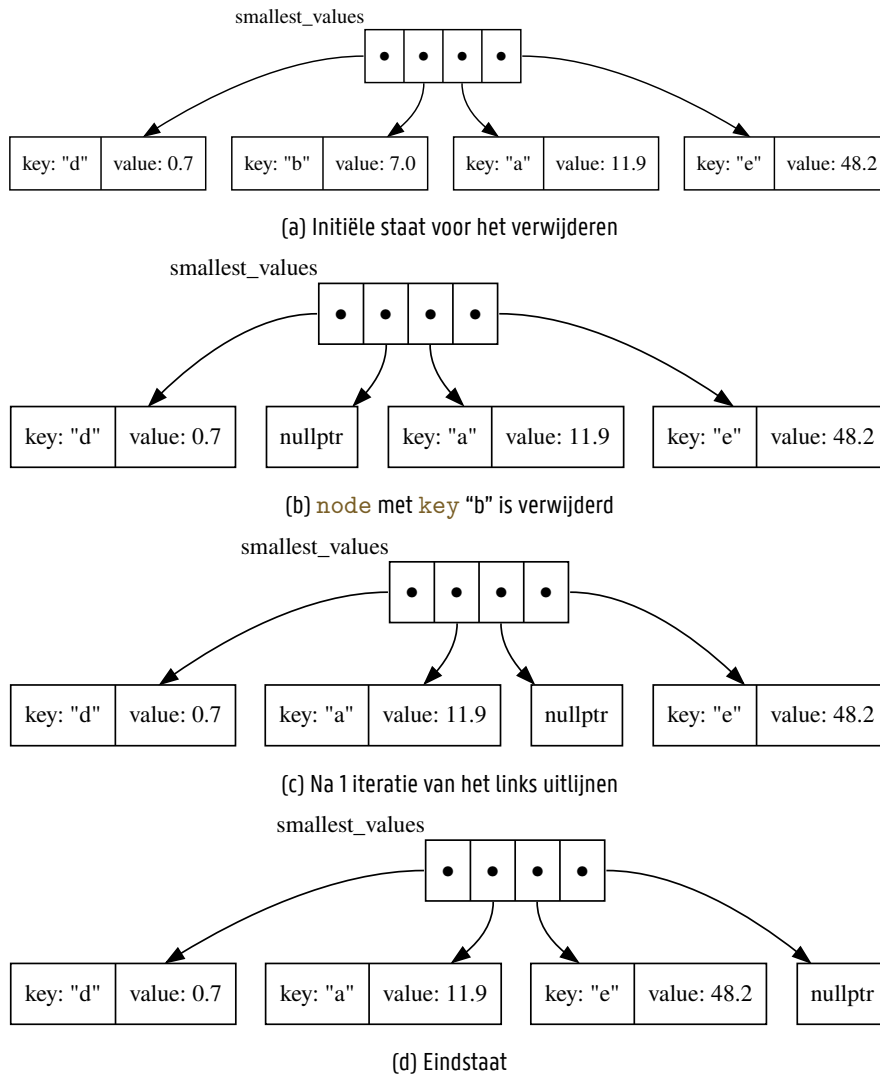 smallest_values
key: "d" value: 0.7 key: "b" value: 7.0 key: "a" value: 11.9 key: "e" value: 48.2
(a) Initiële staat voor het verwijderen
smallest_values
key: "d" value: 0.7 nullptr key: "a" value: 11.9 key: "e" value: 48.2
(b) node met key “b” is verwijderd
smallest_values
key: "d" value: 0.7 key: "a" value: 11.9 nullptr key: "e" value: 48.2
(c) Na 1 iteratie van het links uitlijnen
smallest_values
key: "d" value: 0.7 key: "a" value: 11.9 key: "e" value: 48.2 nullptr
(d) Eindstaat